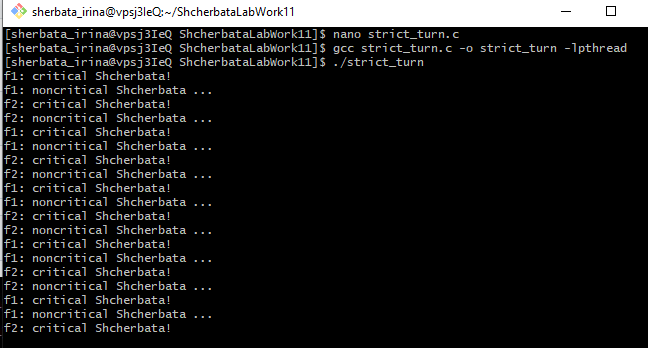 sherbata_irina@vpsj3IeQ:~/ShcherbataLabWork11
[sherbata_irina@vpsj3IeQ ShcherbataLabWork11]$ nano strict_turn.c
[sherbata_irina@vpsj3IeQ ShcherbataLabWork11]$ gcc strict_turn.c -o strict_turn -lpthread
[sherbata_irina@vpsj3IeQ ShcherbataLabWork11]$ ./strict_turn
f1: critical Shcherbata!
f1: noncritical Shcherbata ...
f2: critical Shcherbata!
f2: noncritical Shcherbata ...
f1: critical Shcherbata!
f1: noncritical Shcherbata ...
f2: critical Shcherbata!
f2: noncritical Shcherbata ...
f1: critical Shcherbata!
f1: noncritical Shcherbata ...
f2: critical Shcherbata!
f2: noncritical Shcherbata ...
f1: critical Shcherbata!
f1: noncritical Shcherbata ...
f2: critical Shcherbata!
f2: noncritical Shcherbata ...
f1: critical Shcherbata!
f1: noncritical Shcherbata ...
f2: critical Shcherbata!